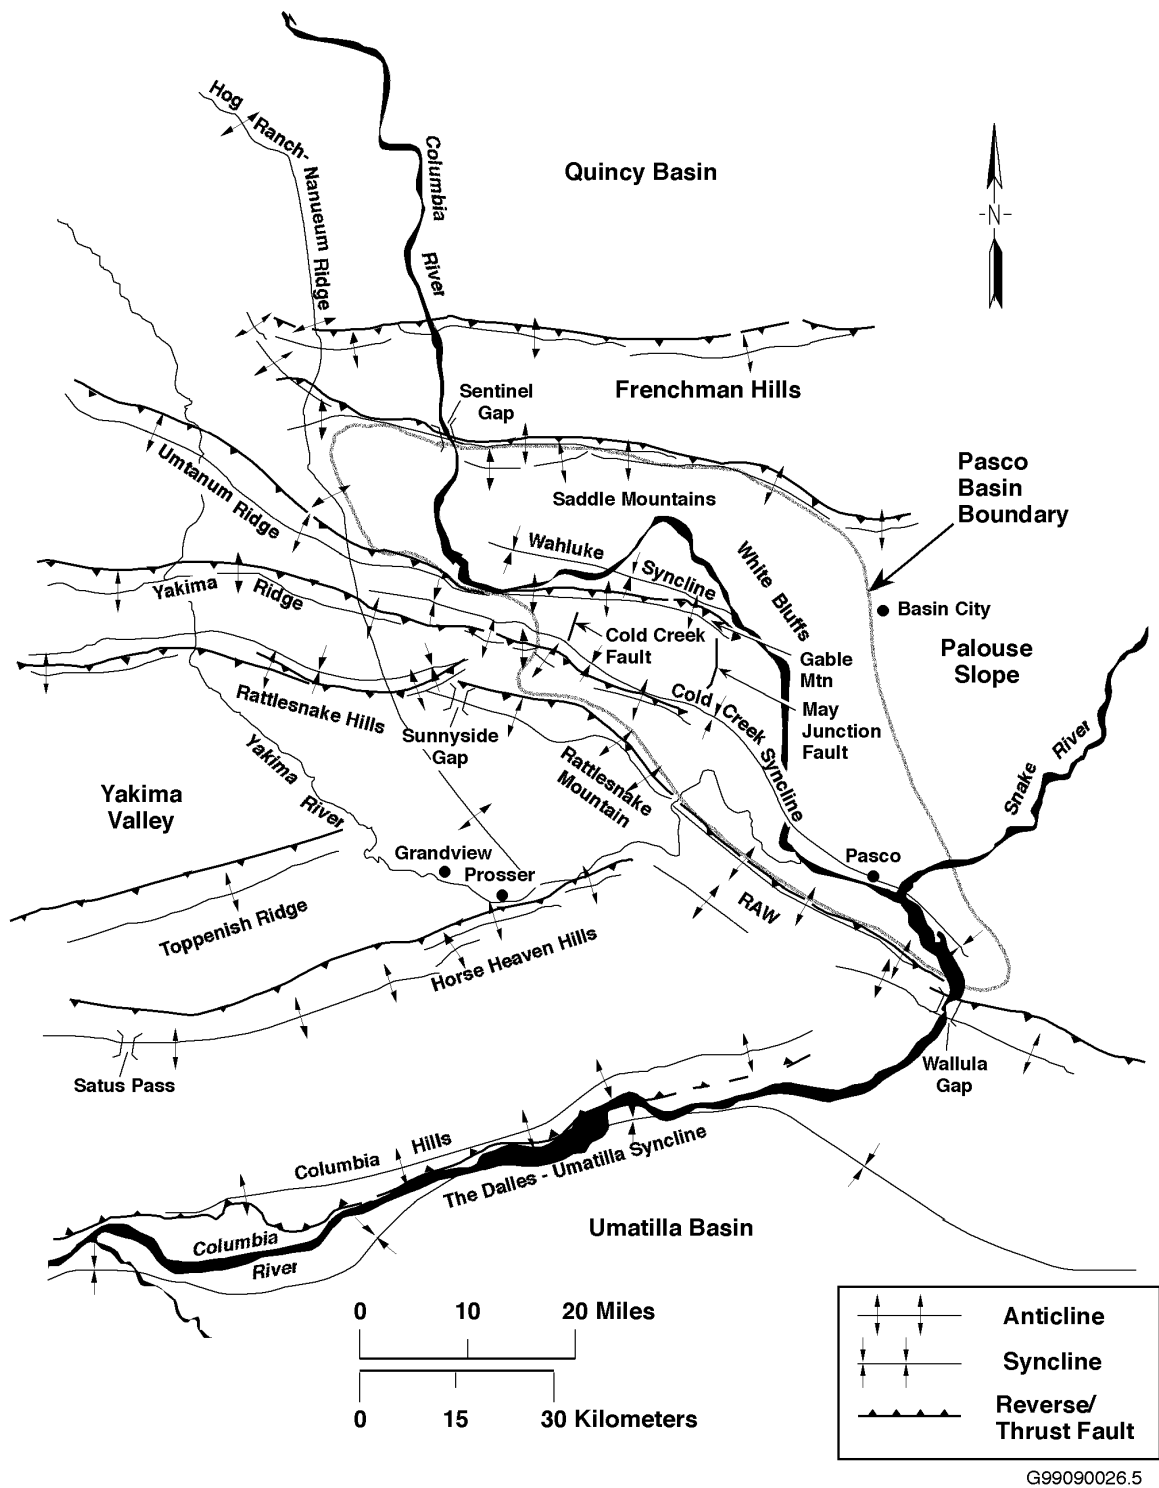 Hog
Ranch-
Nanueum Ridge
Columbia
River
Quincy Basin
-N-
Sentinel
Gap
Frenchman Hills
Umtanum Ridge
Saddle Mountains
Pasco
Basin
Boundary
Wahluke
Syncline
White Bluffs
Yakima
Ridge
Cold Creek
Fault
Basin City
Palouse
Slope
Gable
Mtn
May
Junction
Fault
Rattlesnake Hills
Sunnyside
Gap
Cold Creek Syncline
Yakima
River
Rattlesnake
Mountain
Snake
River
Yakima
Valley
Grandview
Prosser
Pasco
RAW
Toppenish Ridge
Horse Heaven Hills
Satus Pass
Wallula
Gap
Columbia
Hills
The Dalles - Umatilla Syncline
Umatilla Basin
Columbia
River
0 10 20 Miles
0 15 30 Kilometers
Anticline
Syncline
Reverse/
Thrust Fault
G99090026.5